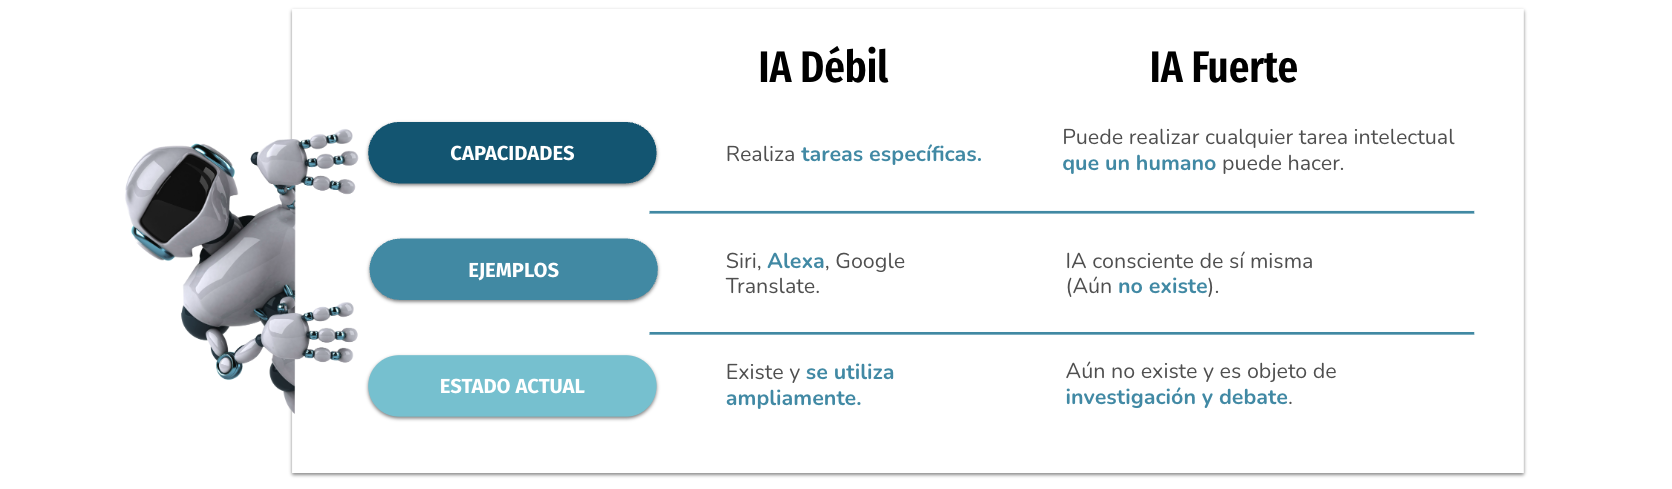 IA Débil
IA Fuerte
CAPACIDADES
Realiza tareas específicas.
Puede realizar cualquier tarea intelectual
que un humano puede hacer.
EJEMPLOS
Siri, Alexa, Google
Translate.
IA consciente de sí misma
(Aún no existe).
ESTADO ACTUAL
Existe y se utiliza
ampliamente.
Aún no existe y es objeto de
investigación y debate.